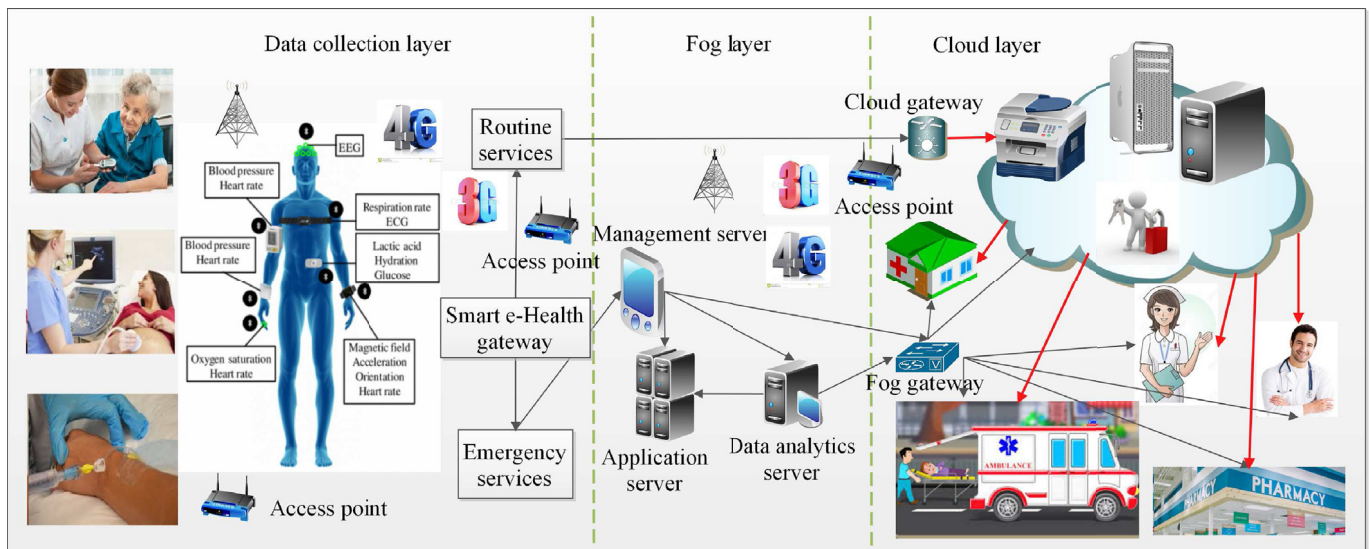 Data collection layer
Fog layer
Cloud layer
4G
EEG
Blood pressure
Heart rate
Respiration rate
ECG
Blood pressure
Heart rate
Lactic acid
Hydration
Glucose
Oxygen saturation
Heart rate
Magnetic field
Acceleration
Orientation
Heart rate
Access point
Routine
services
3G
Access point
Smart e-Health
gateway
Emergency
services
Management server
3G
4G
Application
server
Data analytics
server
Cloud gateway
Access point
Fog gateway
V
AMBULANCE
PHARMACY
PHARMACY